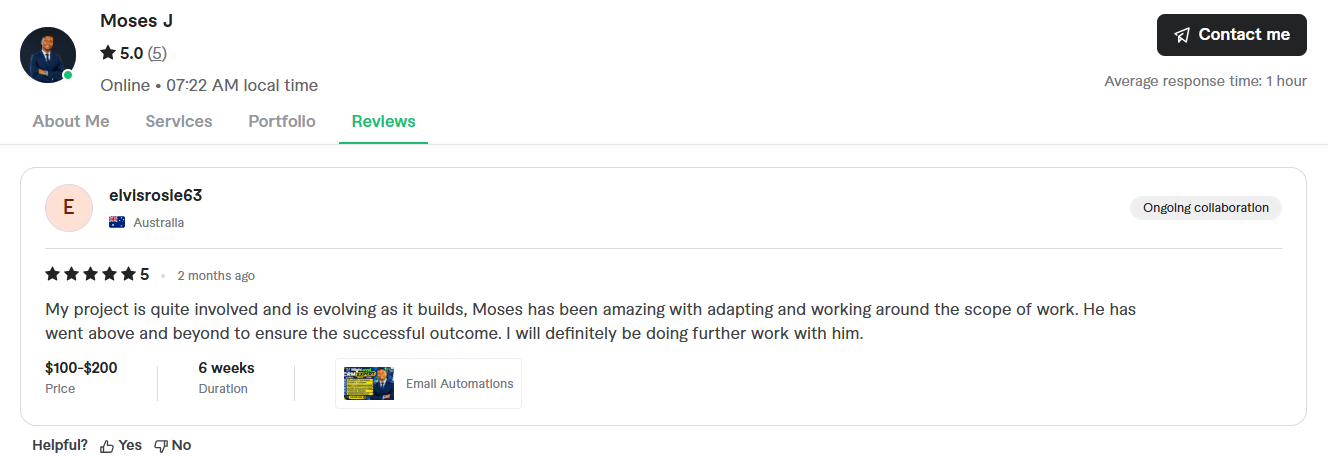 Moses J
5.0 (5)
Online • 07:22 AM local time
Contact me
Average response time: 1 hour
About Me Services Portfolio Reviews
E
elvisrosie63
Australia
Ongoing collaboration
5 2 months ago
My project is quite involved and is evolving as it builds, Moses has been amazing with adapting and working around the scope of work. He has
went above and beyond to ensure the successful outcome. I will definitely be doing further work with him.
$100-$200
Price
6 weeks
Duration
Email Automations
Helpful? Yes No